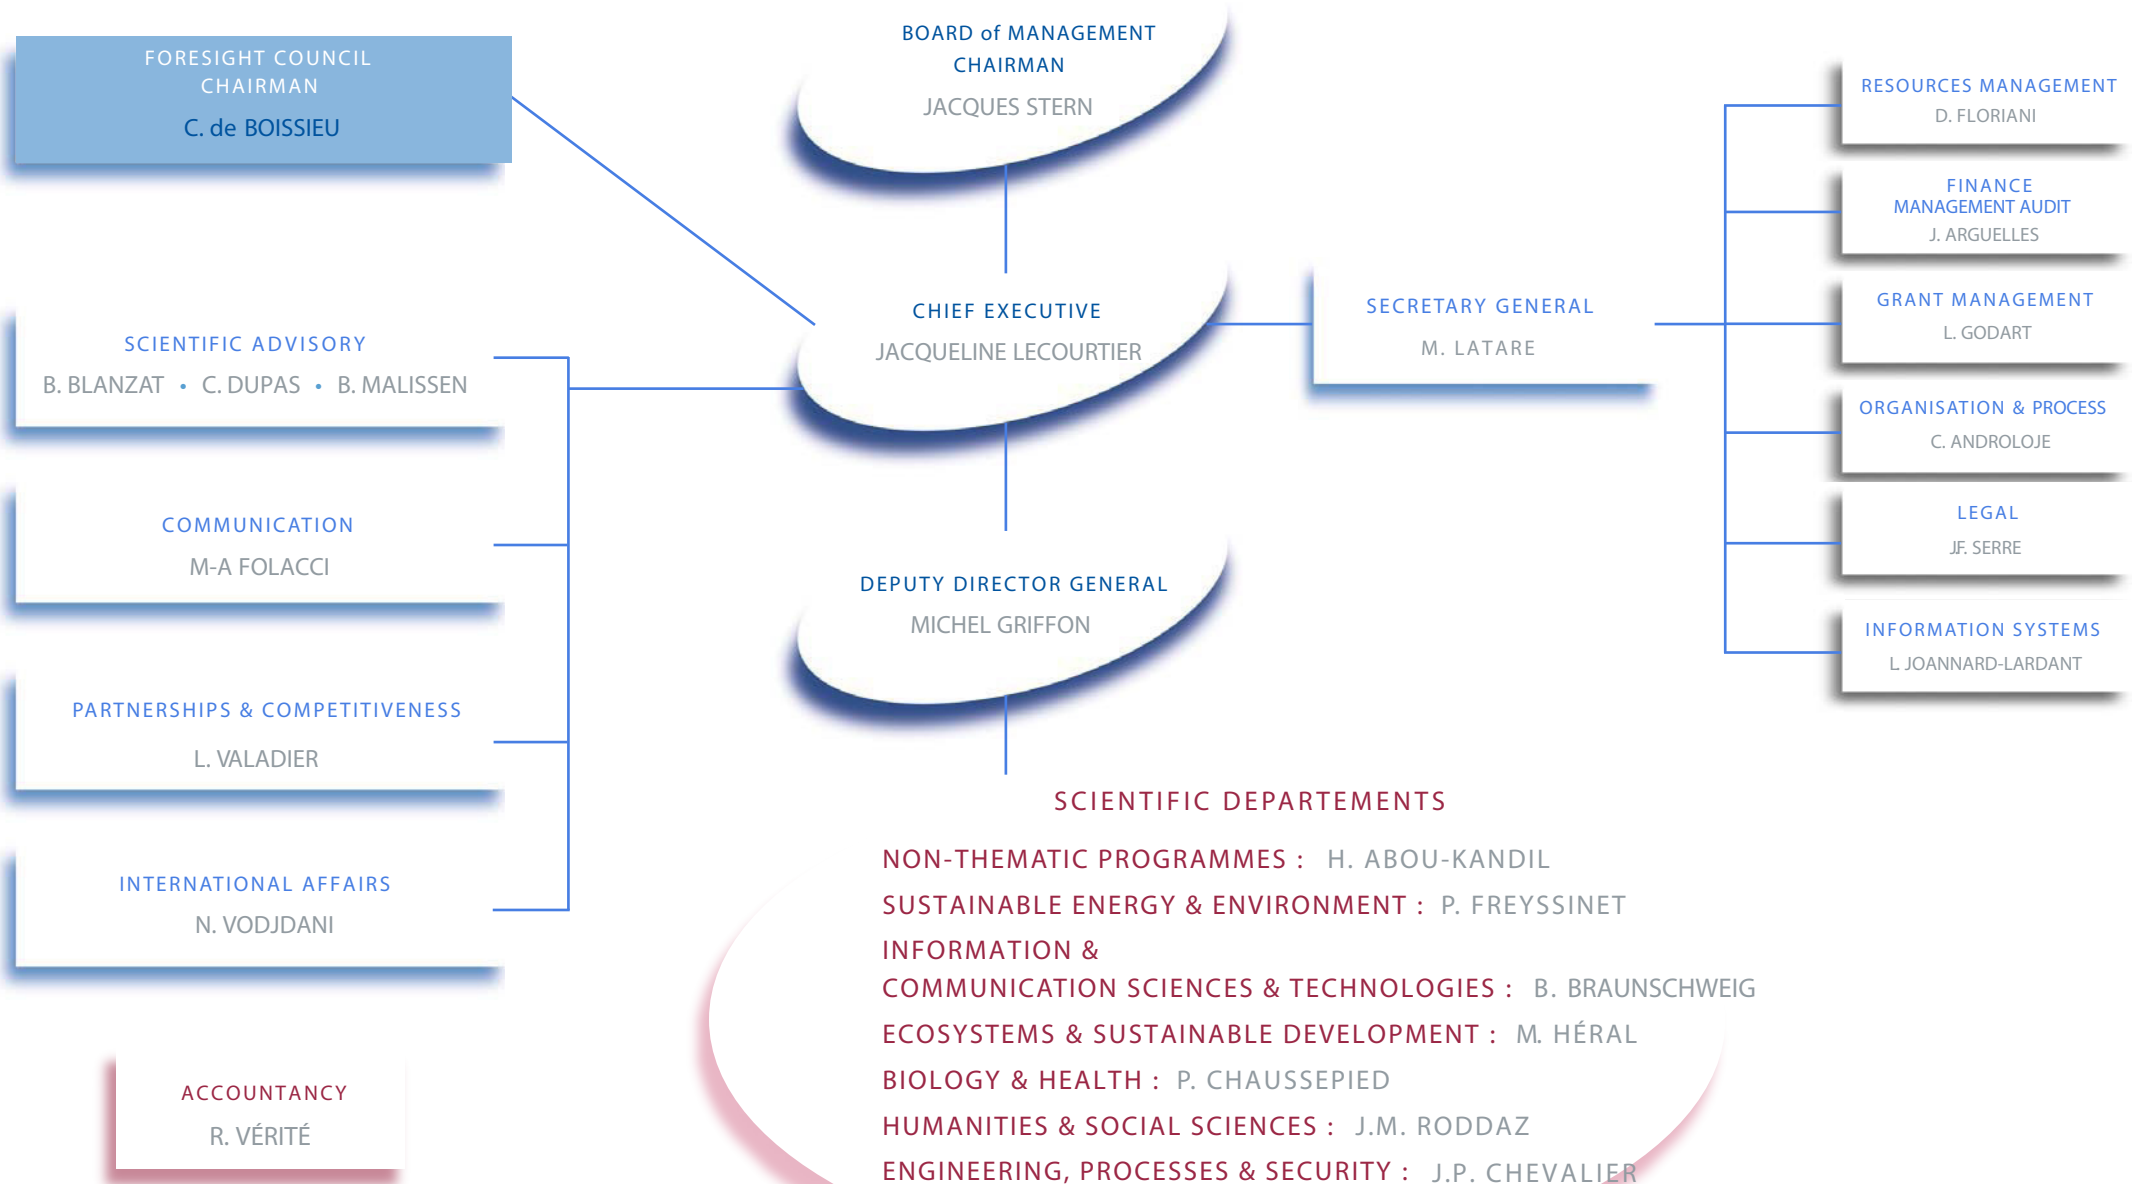 FORESIGHT COUNCIL
CHAIRMAN
C. de BOISSIEU
BOARD of MANAGEMENT
CHAIRMAN
JACQUES STERN
CHIEF EXECUTIVE
JACQUELINE LECOURTIER
DEPUTY DIRECTOR GENERAL
MICHEL GRIFFON
SCIENTIFIC ADVISORY
B. BLANZAT • C. DUPAS • B. MALISSEN
COMMUNICATION
M-A FOLACCI
PARTNERSHIPS & COMPETITIVENESS
L. VALADIER
INTERNATIONAL AFFAIRS
N. VODJDANI
ACCOUNTANCY
R. VÉRITÉ
SECRETARY GENERAL
M. LATARE
RESOURCES MANAGEMENT
D. FLORIANI
FINANCE
MANAGEMENT AUDIT
J. ARGUELLES
GRANT MANAGEMENT
L. GODART
ORGANISATION & PROCESS
C. ANDROLOJE
LEGAL
J.F. SERRE
INFORMATION SYSTEMS
L. JOANNARD-LARDANT
SCIENTIFIC DEPARTEMENTS
NON-THEMATIC PROGRAMMES : H. ABOU-KANDIL
SUSTAINABLE ENERGY & ENVIRONMENT : P. FREYSSINET
INFORMATION &
COMMUNICATION SCIENCES & TECHNOLOGIES : B. BRAUNSCHWEIG
ECOSYSTEMS & SUSTAINABLE DEVELOPMENT : M. HÉRAL
BIOLOGY & HEALTH : P. CHAUSSEPIED
HUMANITIES & SOCIAL SCIENCES : J.M. RODDAZ
ENGINEERING, PROCESSES & SECURITY : J.P. CHEVALIER